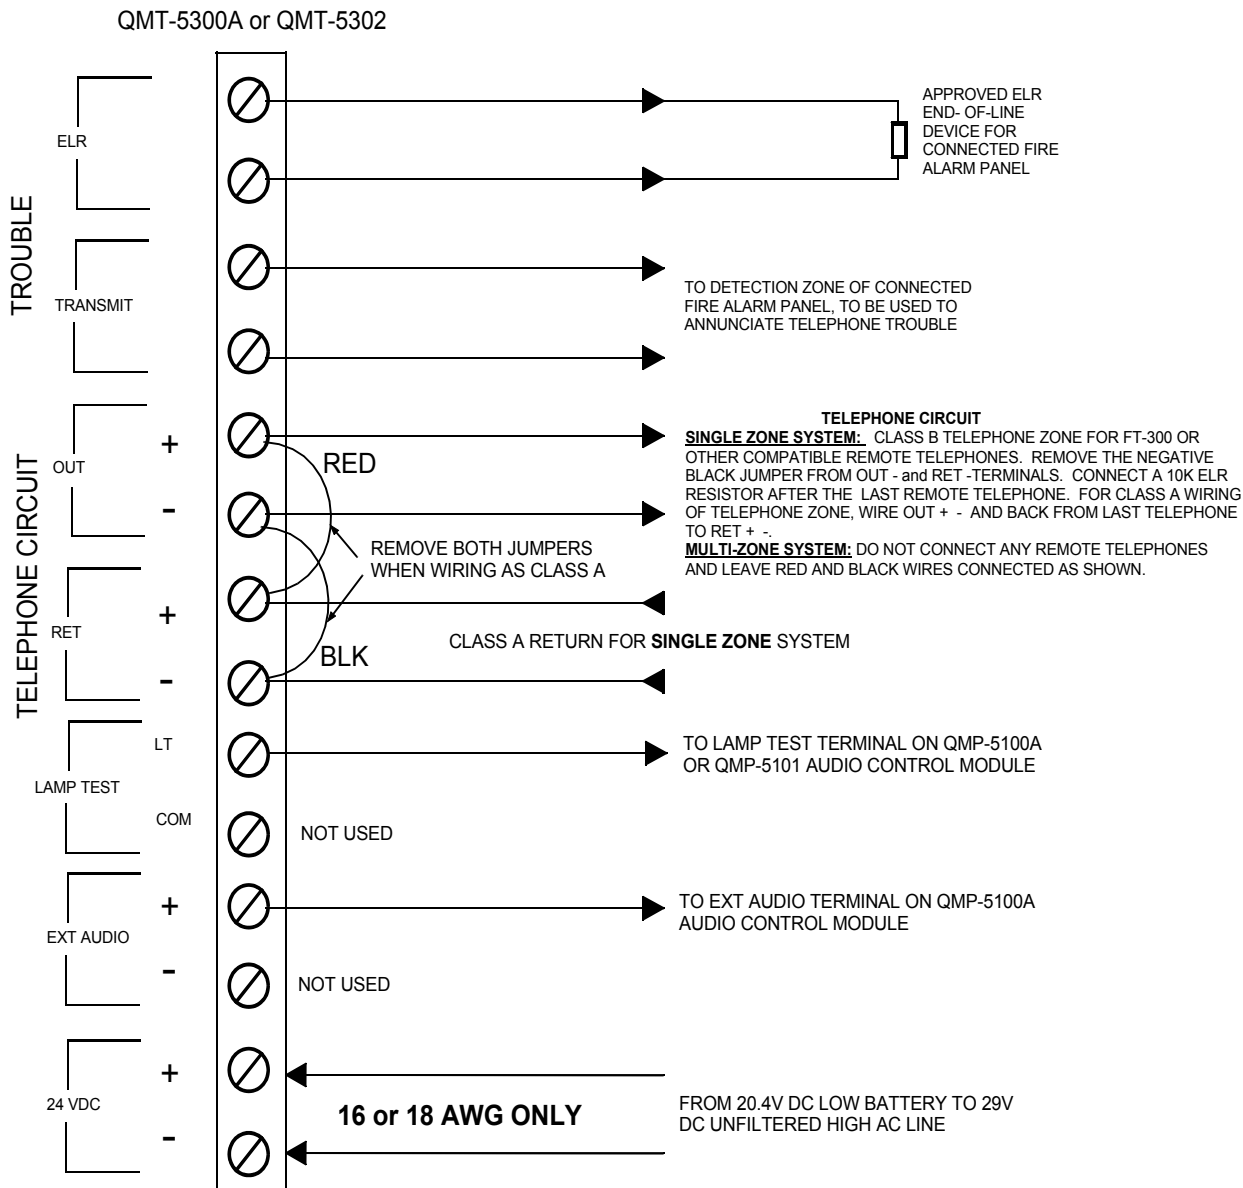 QMT-5300A or QMT-5302
TROUBLE
ELR
APPROVED ELR
END- OF-LINE
DEVICE FOR
CONNECTED FIRE
ALARM PANEL
TRANSMIT
TO DETECTION ZONE OF CONNECTED
FIRE ALARM PANEL, TO BE USED TO
ANNUNCIATE TELEPHONE TROUBLE
TELEPHONE CIRCUIT
OUT
+
-
RED
REMOVE BOTH JUMPERS
WHEN WIRING AS CLASS A
TELEPHONE CIRCUIT
SINGLE ZONE SYSTEM: CLASS B TELEPHONE ZONE FOR FT-300 OR
OTHER COMPATIBLE REMOTE TELEPHONES. REMOVE THE NEGATIVE
BLACK JUMPER FROM OUT - and RET -TERMINALS. CONNECT A 10K ELR
RESISTOR AFTER THE LAST REMOTE TELEPHONE. FOR CLASS A WIRING
OF TELEPHONE ZONE, WIRE OUT + - AND BACK FROM LAST TELEPHONE
TO RET + -.
MULTI-ZONE SYSTEM: DO NOT CONNECT ANY REMOTE TELEPHONES
AND LEAVE RED AND BLACK WIRES CONNECTED AS SHOWN.
RET
+
-
BLK
CLASS A RETURN FOR SINGLE ZONE SYSTEM
LAMP TEST
LT
TO LAMP TEST TERMINAL ON QMP-5100A
OR QMP-5101 AUDIO CONTROL MODULE
COM
NOT USED
EXT AUDIO
+
TO EXT AUDIO TERMINAL ON QMP-5100A
AUDIO CONTROL MODULE
-
NOT USED
24 VDC
+
-
16 or 18 AWG ONLY
FROM 20.4V DC LOW BATTERY TO 29V
DC UNFILTERED HIGH AC LINE